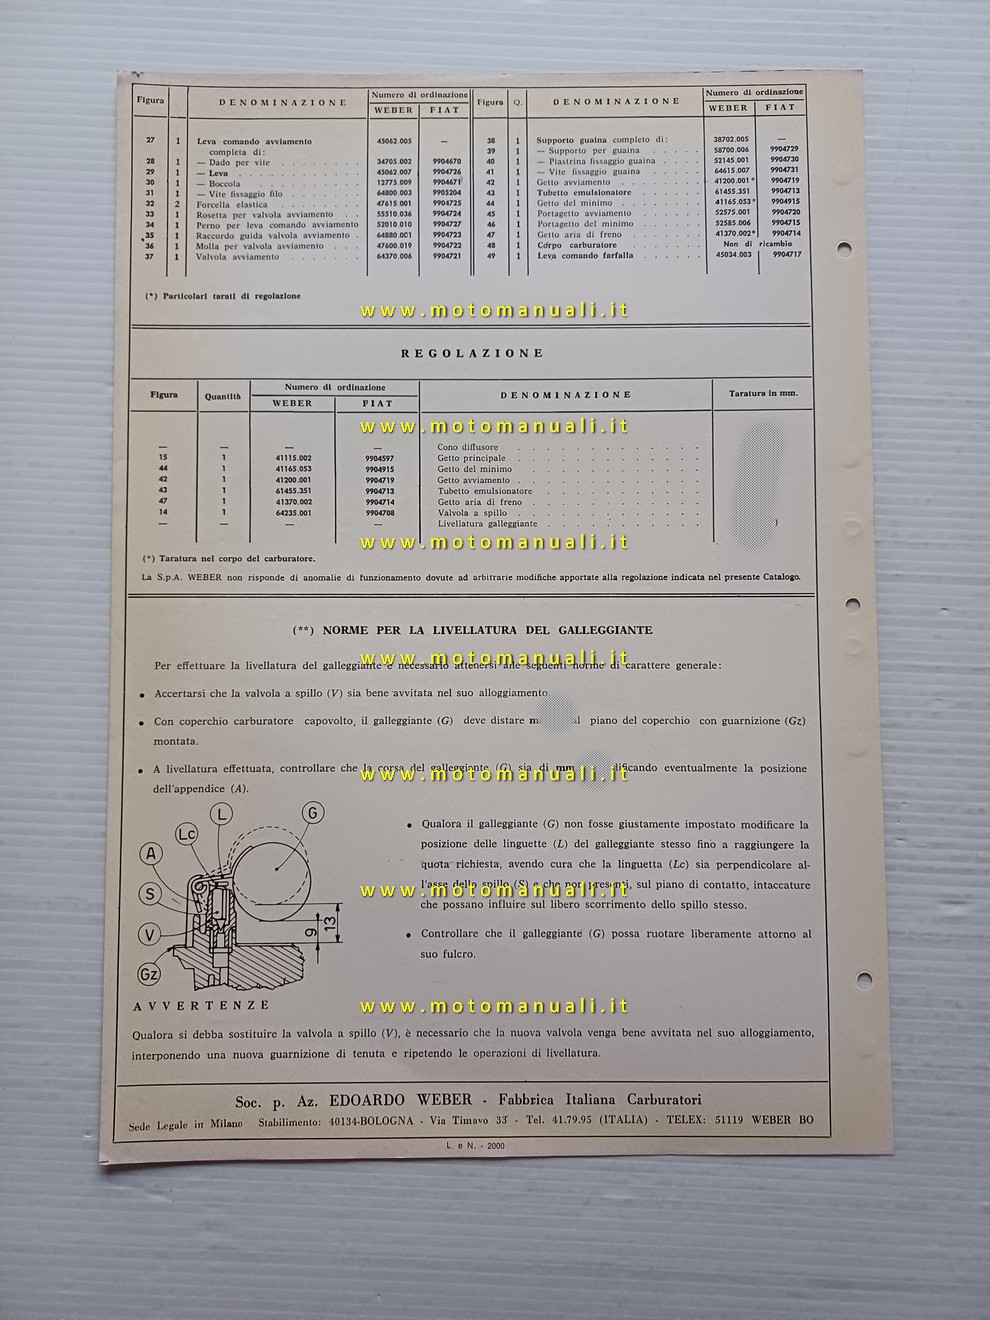 Figura DENOMINAZIONE Numero di ordinazione Figura Q. DENOMINAZIONE Numero di ordinazione
WEBER FIAT WEBER FIAT
27 1 Leva comando avviamento 45062.005 —
completa di:
28 1 — Dado per vite 34705.002 9904670
29 1 — Leva 45062.007 9904726
30 1 — Boccola 12775.009 9904671
31 1 — Vite fissaggio filo 64800.003 9905204
32 2 Forcella elastica 47615.001 9904725
33 1 Rosetta per valvola avviamento 55510.036 9904724
34 1 Perno per leva comando avviamento 52010.010 9904727
35 1 Raccordo guida valvola avviamento 64880.001 9904723
36 1 Molla per valvola avviamento 47600.019 9904722
37 1 Valvola avviamento 64370.006 9904721
38 1 Supporto guaina completo di: 38702.005 —
39 1 — Supporto per guaina 58700.006 9904729
40 1 — Piastrina fissaggio guaina 52145.001 9904730
41 1 — Vite fissaggio guaina 64615.007 9904731
42 1 Getto avviamento 41200.001* 9904719
43 1 Tubetto emulsionatore 61455.351 9904713
44 1 Getto del minimo 41165.053* 9904915
45 1 Portagetto avviamento 52575.001 9904720
46 1 Portagetto del minimo 52585.006 9904715
47 1 Getto aria di freno 41370.002* 9904714
48 1 Corpo carburatore Non di ricambio
49 1 Leva comando farfalla 45034.003 9904717
(*) Particolari tarati di regolazione
www.motomanuali.it
REGOLAZIONE
Figura Quantità Numero di ordinazione DENOMINAZIONE Taratura in mm.
WEBER FIAT
www.motomanuali.it
— — — — Cono diffusore
15 1 41115.002 9904597 Getto principale
44 1 41165.053 9904915 Getto del minimo
42 1 41200.001 9904719 Getto avviamento
43 1 61455.351 9904713 Tubetto emulsionatore
47 1 41370.002 9904714 Getto aria di freno
14 1 64235.001 9904708 Valvola a spillo
— — — — Livellatura galleggiante )
www.motomanuali.it
(*) Taratura nel corpo del carburatore.
La S.p.A. WEBER non risponde di anomalie di funzionamento dovute ad arbitrarie modifiche apportate alla regolazione indicata nel presente Catalogo.
(**) NORME PER LA LIVELLATURA DEL GALLEGGIANTE
www.motomanuali.it
Per effettuare la livellatura del galleggiante è necessario attenersi alle seguenti norme di carattere generale:
• Accertarsi che la valvola a spillo (V) sia bene avvitata nel suo alloggiamento.
• Con coperchio carburatore capovolto, il galleggiante (G) deve distare piano del coperchio con guarnizione (Gz)
montata.
• A livellatura effettuata, controllare che la corsa del galleggiante (G) sia di mm eventualmente la posizione
www.motomanuali.it
dell'appendice (A).
L G Lc A S V Gz
9 13
• Qualora il galleggiante (G) non fosse giustamente impostato modificare la
posizione delle linguette (L) del galleggiante stesso fino a raggiungere la
quota richiesta, avendo cura che la linguetta (Lc) sia perpendicolare al-
l'asse dello spillo (S) e che non presenti, sul piano di contatto, intaccature
www.motomanuali.it
che possano influire sul libero scorrimento dello spillo stesso.
• Controllare che il galleggiante (G) possa ruotare liberamente attorno al
suo fulcro.
AVVERTENZE
www.motomanuali.it
Qualora si debba sostituire la valvola a spillo (V), è necessario che la nuova valvola venga bene avvitata nel suo alloggiamento,
interponendo una nuova guarnizione di tenuta e ripetendo le operazioni di livellatura.
Soc. p. Az. EDOARDO WEBER - Fabbrica Italiana Carburatori
Sede Legale in Milano Stabilimento: 40134-BOLOGNA - Via Timavo 33 - Tel. 41.79.95 (ITALIA) - TELEX: 51119 WEBER BO
L. e N. - 2000